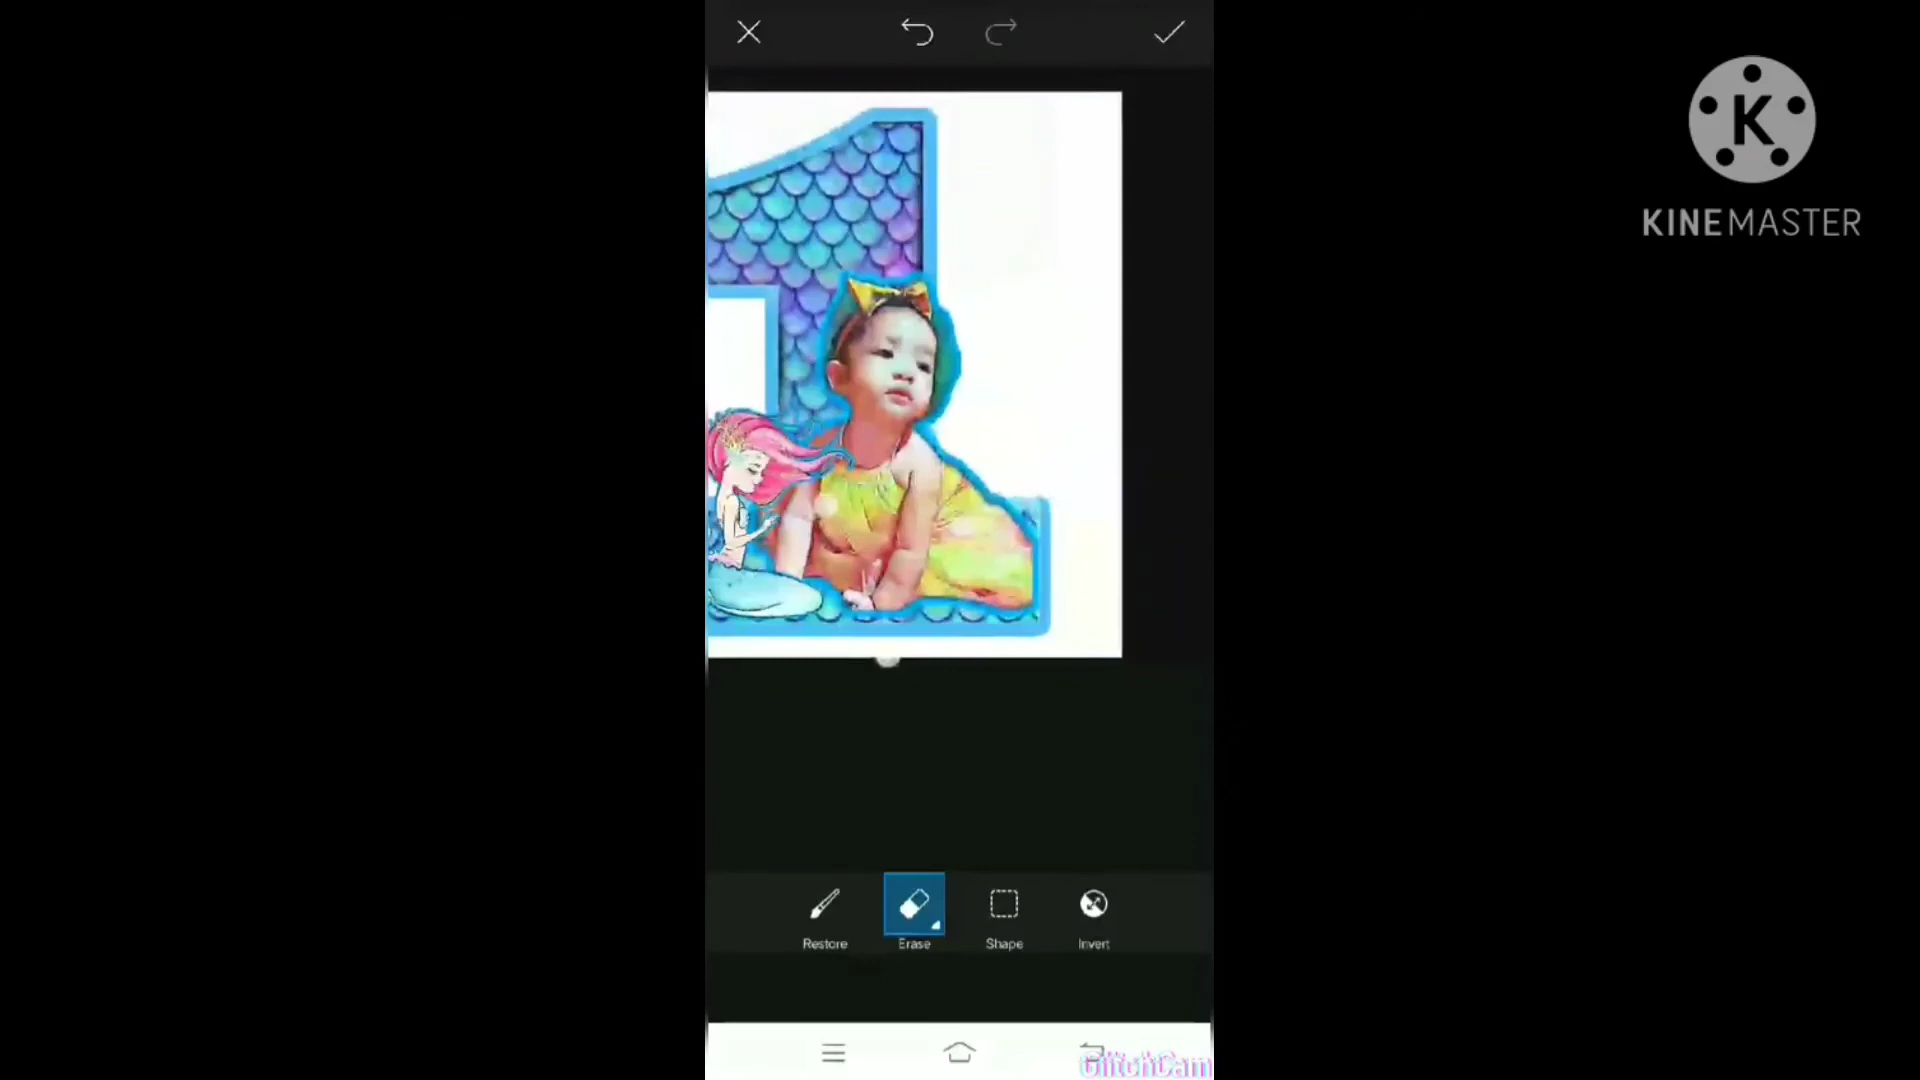 K
KINEMASTER
Restore
Erase
Shape
Invert
GlitchCam